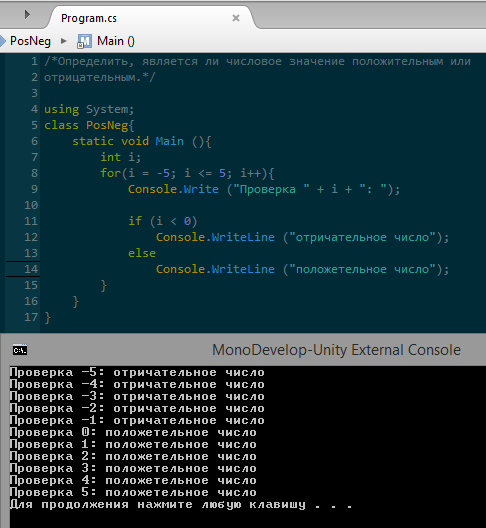 Program.cs ×
PosNeg ▸ Main ()
1 /*Определить, является ли числовое значение положительным или
2 отрицательным.*/
3
4 using System;
5 class PosNeg{
6 static void Main (){
7 int i;
8 for(i = -5; i <= 5; i++){
9 Console.Write ("Проверка " + i + ": ");
10
11 if (i < 0)
12 Console.WriteLine ("отричательное число");
13 else
14 Console.WriteLine ("положетельное число");
15 }
16 }
17 }
C:\. MonoDevelop-Unity External Console
Проверка -5: отричательное число
Проверка -4: отричательное число
Проверка -3: отричательное число
Проверка -2: отричательное число
Проверка -1: отричательное число
Проверка 0: положетельное число
Проверка 1: положетельное число
Проверка 2: положетельное число
Проверка 3: положетельное число
Проверка 4: положетельное число
Проверка 5: положетельное число
Для продолжения нажмите любую клавишу . . .